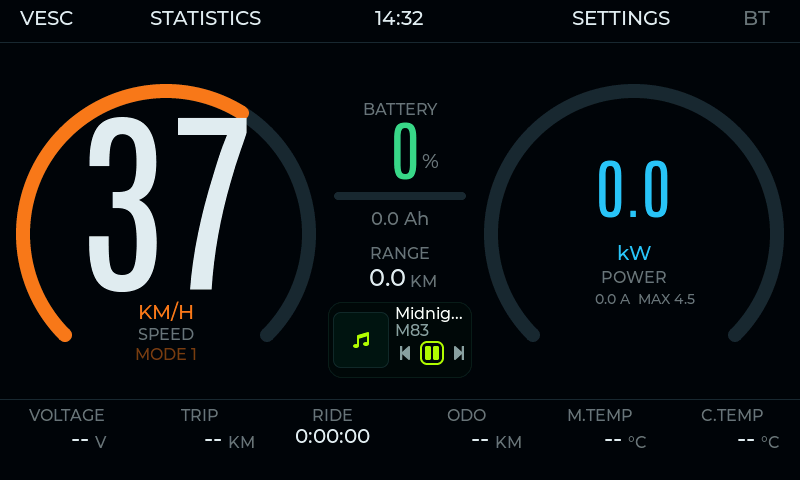 VESC STATISTICS 14:32 SETTINGS BT
37
KM/H
SPEED
MODE 1
BATTERY
0 %
0.0 Ah
RANGE
0.0 KM
Midnig...
M83
0.0
kW
POWER
0.0 A MAX 4.5
VOLTAGE TRIP RIDE ODO M.TEMP C.TEMP
-- V -- KM 0:00:00 -- KM -- °C -- °C